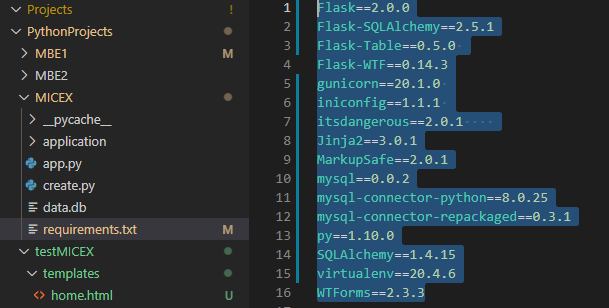 Projects
PythonProjects
MBE1 M
MBE2
MICEX
__pycache__
application
app.py
create.py
data.db
requirements.txt M
testMICEX
templates
home.html U
1 Flask==2.0.0
2 Flask-SQLAlchemy==2.5.1
3 Flask-Table==0.5.0
4 Flask-WTF==0.14.3
5 gunicorn==20.1.0
6 iniconfig==1.1.1
7 itsdangerous==2.0.1
8 Jinja2==3.0.1
9 MarkupSafe==2.0.1
10 mysql==0.0.2
11 mysql-connector-python==8.0.25
12 mysql-connector-repackaged==0.3.1
13 py==1.10.0
14 SQLAlchemy==1.4.15
15 virtualenv==20.4.6
16 WTForms==2.3.3